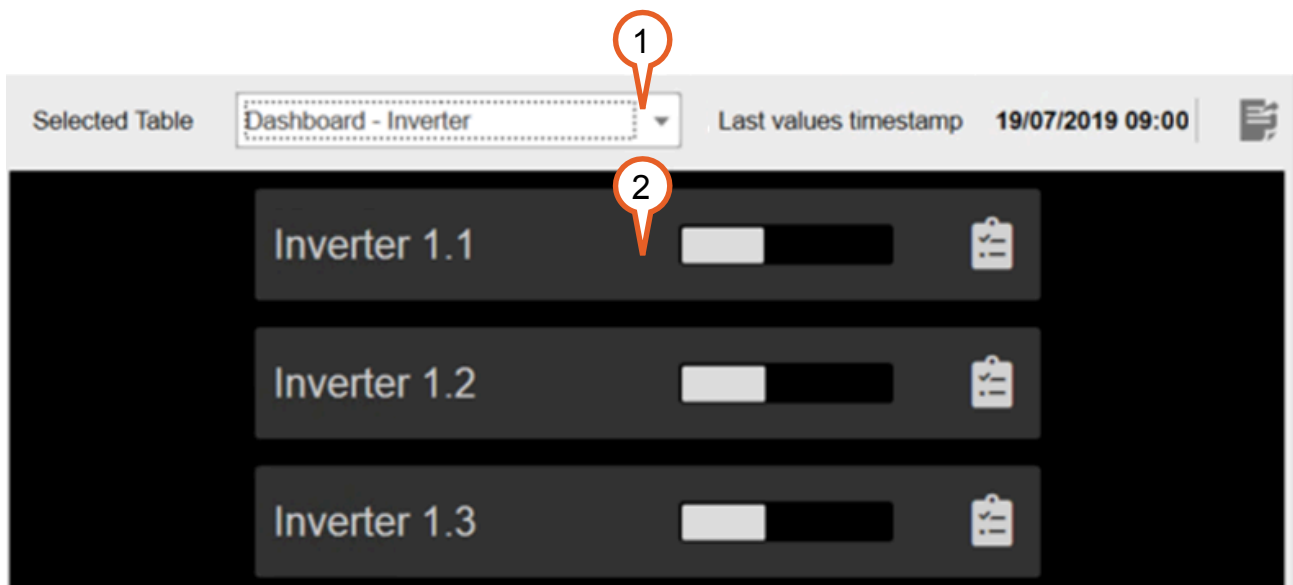 1
Selected Table Dashboard - Inverter Last values timestamp 19/07/2019 09:00
2
Inverter 1.1
Inverter 1.2
Inverter 1.3